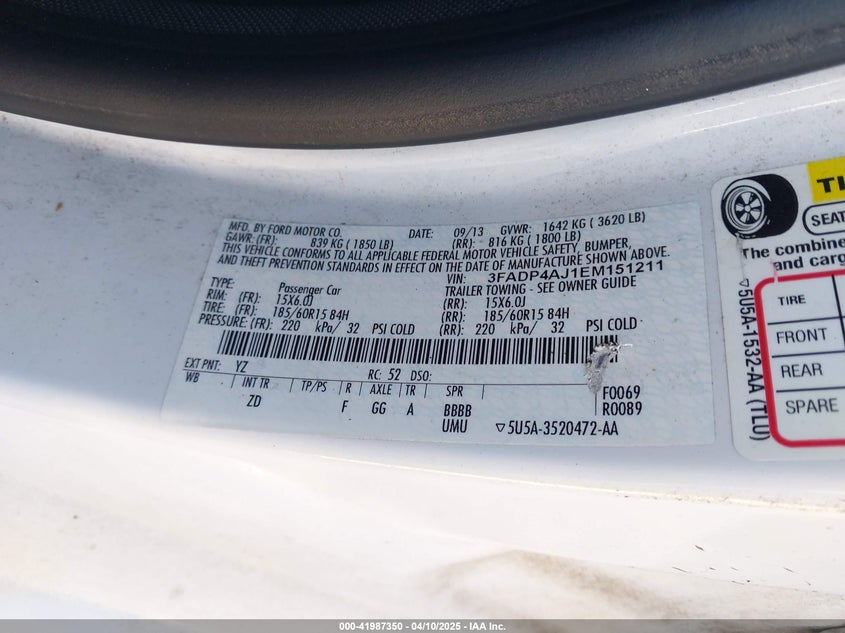 MFD. BY FORD MOTOR CO. DATE: 09/13 GVWR: 1642 KG ( 3620 LB)
GAWR: (FR): 839 KG ( 1850 LB) (RR): 816 KG ( 1800 LB)
THIS VEHICLE CONFORMS TO ALL APPLICABLE FEDERAL MOTOR VEHICLE SAFETY, BUMPER,
AND THEFT PREVENTION STANDARDS IN EFFECT ON THE DATE OF MANUFACTURE SHOWN ABOVE.
VIN: 3FADP4AJ1EM151211
TYPE: Passenger Car TRAILER TOWING - SEE OWNER GUIDE
RIM: (FR): 15X6.0J (RR): 15X6.0J
TIRE: (FR): 185/60R15 84H (RR): 185/60R15 84H
PRESSURE: (FR): 220 kPa/ 32 PSI COLD (RR): 220 kPa/ 32 PSI COLD
EXT PNT: YZ RC: 52 DSO:
WB INT TR TP/PS R AXLE TR SPR F0069
ZD F GG A BBBB R0089
UMU ▽5U5A-3520472-AA
SEAT
The combine
and carg
TIRE
FRONT
REAR
SPARE
▽5U5A-1532-AA (TLU)
000-41987350 - 04/10/2025 - IAA Inc.